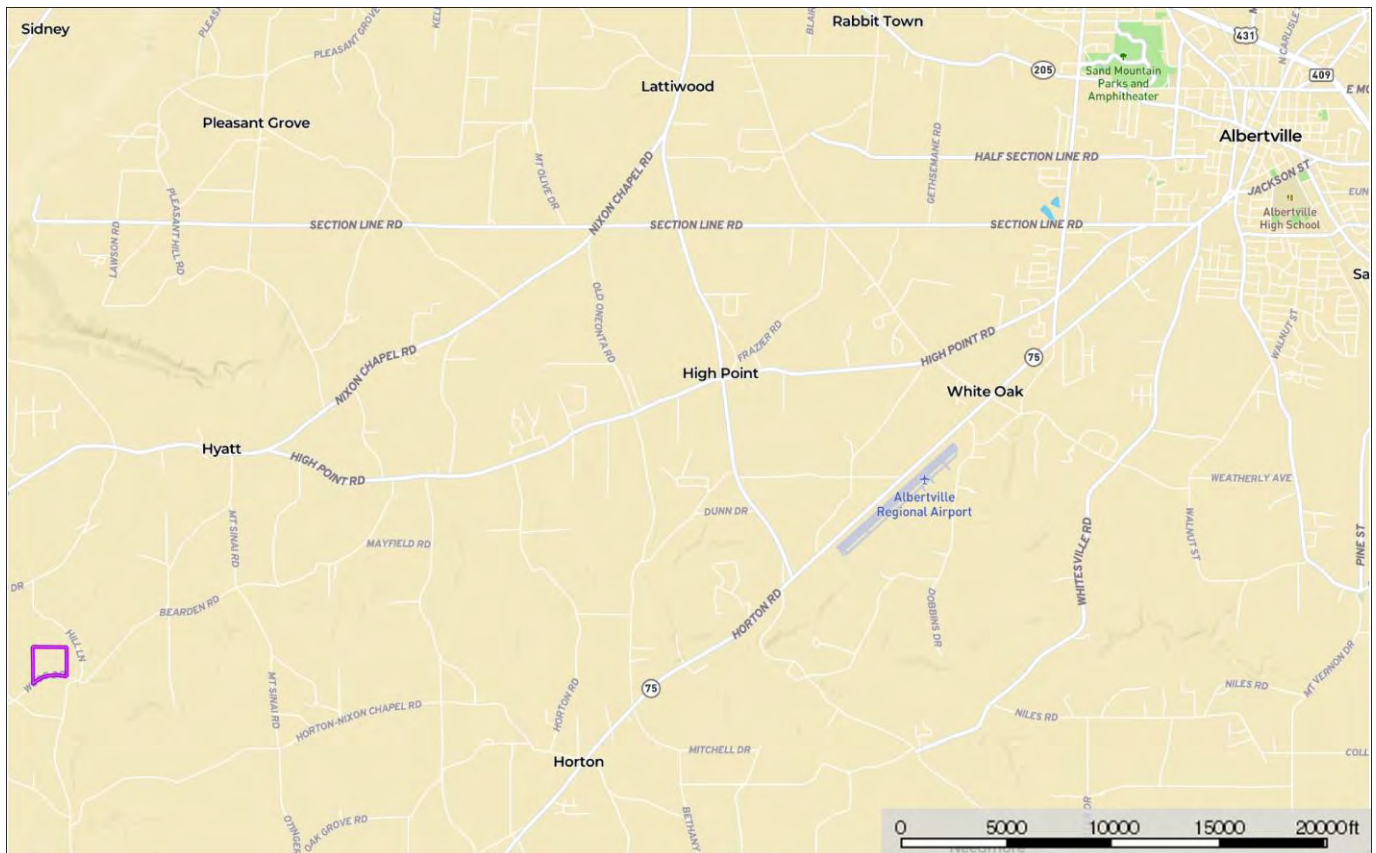 Sidney
Rabbit Town
431
N CARLISLE
205
Sand Mountain
Parks and
Amphitheater
409
PLEASANT GROVE
Lattiwood
Pleasant Grove
Albertville
HALF SECTION LINE RD
GETHSEMANE RD
MT OLIVE DR
NIXON CHAPEL RD
JACKSON ST
Albertville
High School
LAWSON RD
PLEASANT HILL RD
SECTION LINE RD
SECTION LINE RD
SECTION LINE RD
OLD ONEONTA RD
FRAZIER RD
WALNUT ST
NIXON CHAPEL RD
High Point
HIGH POINT RD
75
White Oak
Hyatt
HIGH POINT RD
Albertville
Regional Airport
WEATHERLY AVE
DUNN DR
MT SINAI RD
MAYFIELD RD
WALNUT ST
PINE ST
WHITESVILLE RD
DR
BEARDEN RD
HORTON RD
DOBBINS DR
HILL LN
MT SINAI RD
HORTON RD
75
HORTON-NIXON CHAPEL RD
NILES RD
NILES RD
MT VERNON DR
Horton
MITCHELL DR
OAK GROVE RD
BETHANY
0 5000 10000 15000 20000ft